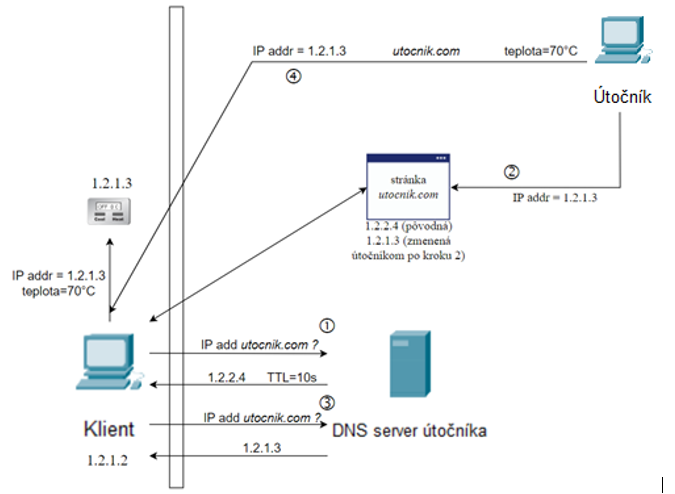 IP addr = 1.2.1.3 utocnik.com teplota=70°C
④
Útočník
1.2.1.3
OFF 0 C
Cool Heat
stránka
utocnik.com
②
IP addr = 1.2.1.3
1.2.2.4 (pôvodná)
1.2.1.3 (zmenená
útočníkom po kroku 2)
IP addr = 1.2.1.3
teplota=70°C
①
IP add utocnik.com ?
1.2.2.4 TTL=10s
③
IP add utocnik.com ?
1.2.1.3
Klient
1.2.1.2
DNS server útočníka